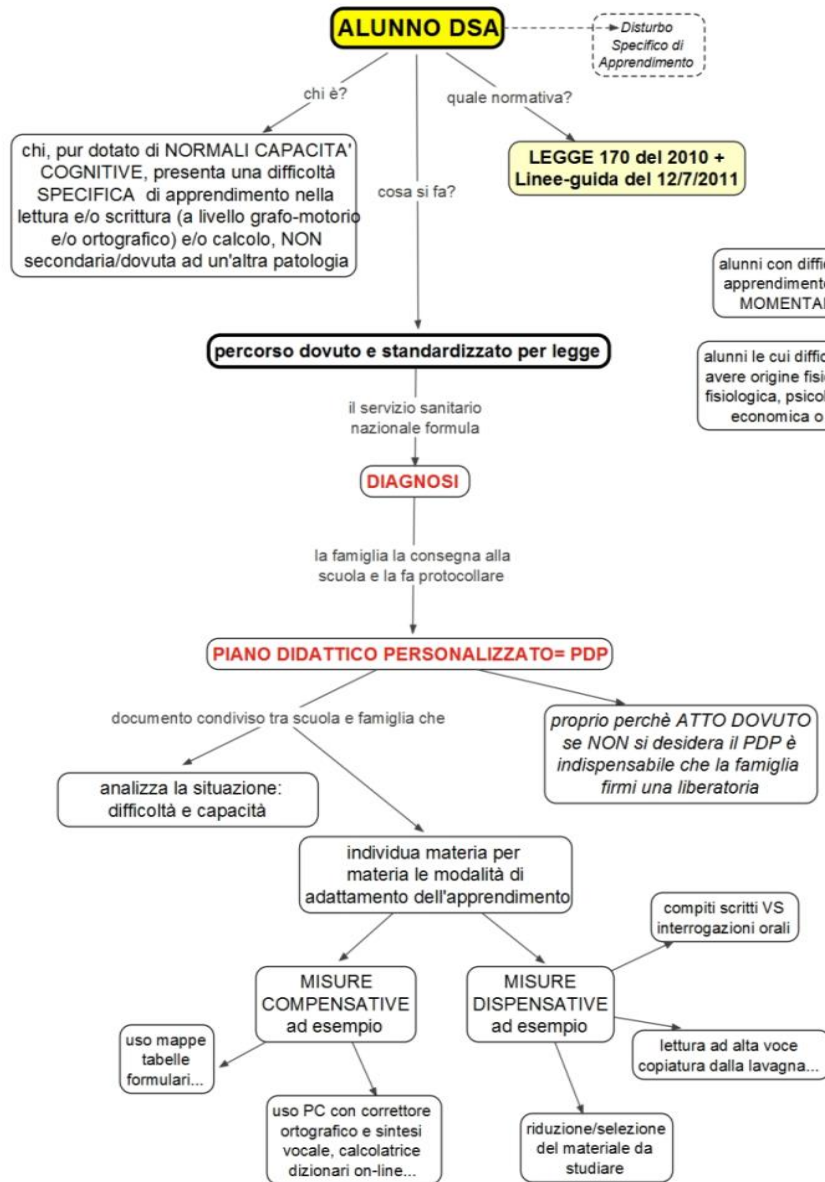 ALUNNO DSA
Disturbo
Specifico di
Apprendimento
chi è?
quale normativa?
cosa si fa?
chi, pur dotato di NORMALI CAPACITA'
COGNITIVE, presenta una difficoltà
SPECIFICA di apprendimento nella
lettura e/o scrittura (a livello grafo-motorio
e/o ortografico) e/o calcolo, NON
secondaria/dovuta ad un'altra patologia
LEGGE 170 del 2010 +
Linee-guida del 12/7/2011
alunni con
apprendimento
alunni le cui
avere origine
fisiologica,
economica o
percorso dovuto e standardizzato per legge
il servizio sanitario
nazionale formula
DIAGNOSI
la famiglia la consegna alla
scuola e la fa protocollare
PIANO DIDATTICO PERSONALIZZATO= PDP
documento condiviso tra scuola e famiglia che
proprio perchè ATTO DOVUTO
se NON si desidera il PDP è
indispensabile che la famiglia
firmi una liberatoria
analizza la situazione:
difficoltà e capacità
individua materia per
materia le modalità di
adattamento dell'apprendimento
compiti scritti VS
interrogazioni orali
MISURE
COMPENSATIVE
ad esempio
MISURE
DISPENSATIVE
ad esempio
uso mappe
tabelle
formulari...
lettura ad alta voce
copiatura dalla lavagna...
uso PC con correttore
ortografico e sintesi
vocale, calcolatrice
dizionari on-line...
riduzione/selezione
del materiale da
studiare